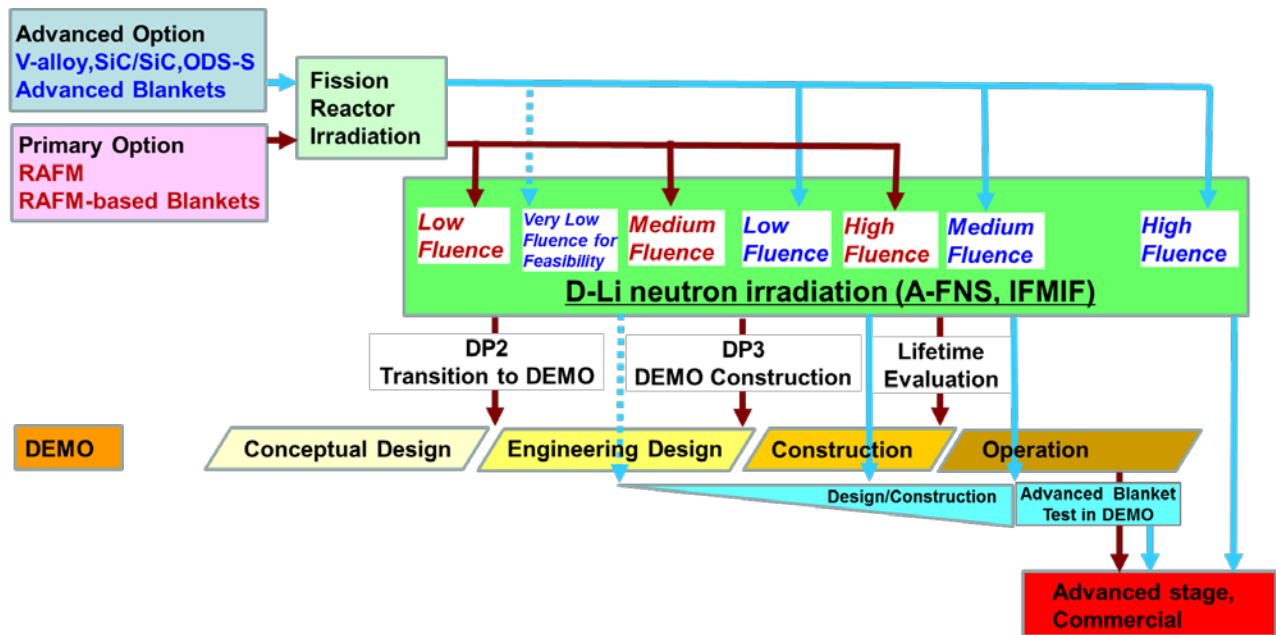 Advanced Option
V-alloy,SiC/SiC,ODS-S
Advanced Blankets
Primary Option
RAFM
RAFM-based Blankets
Fission
Reactor
Irradiation
Low
Fluence
Very Low
Fluence for
Feasibility
Medium
Fluence
Low
Fluence
High
Fluence
Medium
Fluence
High
Fluence
D-Li neutron irradiation (A-FNS, IFMIF)
DP2
Transition to DEMO
DP3
DEMO Construction
Lifetime
Evaluation
DEMO
Conceptual Design
Engineering Design
Construction
Operation
Design/Construction
Advanced Blanket
Test in DEMO
Advanced stage,
Commercial